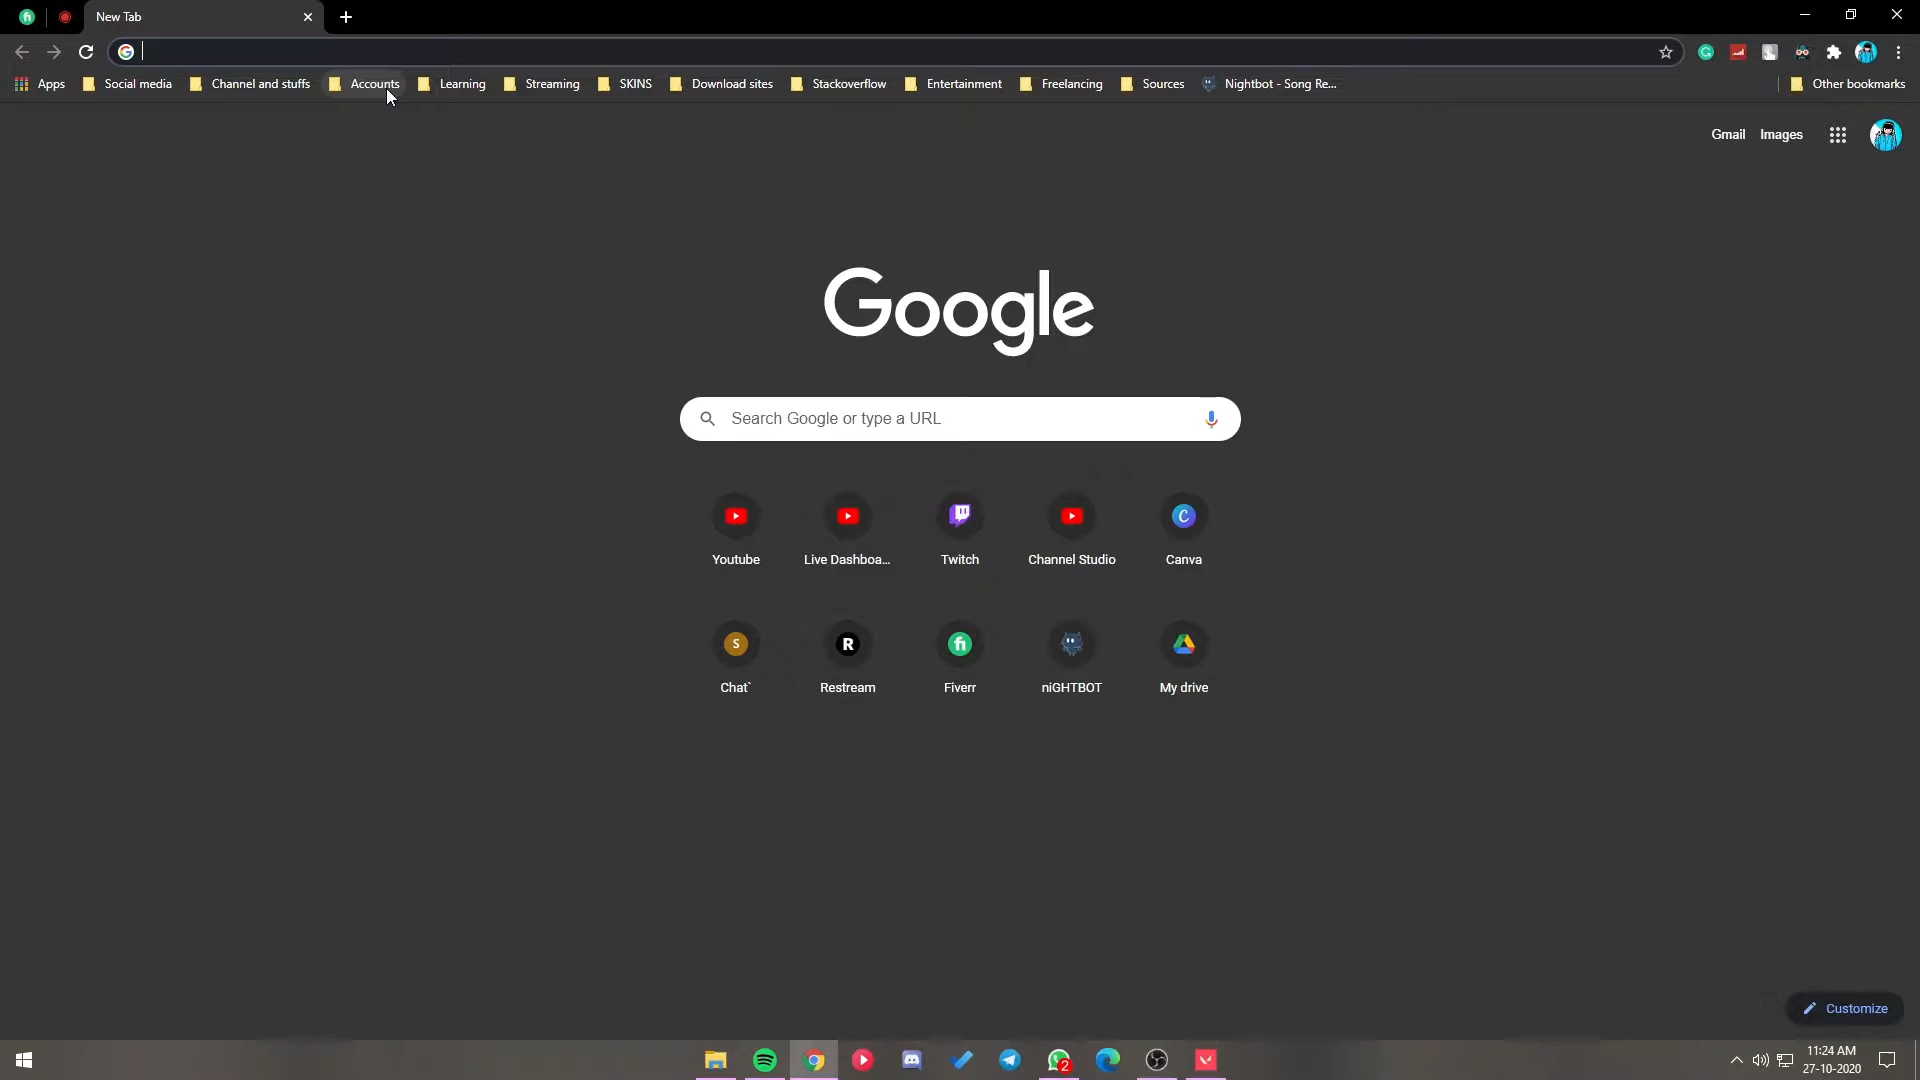 New Tab
Apps Social media Channel and stuffs Accounts Learning Streaming SKINS Download sites Stackoverflow Entertainment Freelancing Sources Nightbot - Song Re... Other bookmarks
Gmail Images
Google
Search Google or type a URL
Youtube Live Dashboa... Twitch Channel Studio Canva
S R fi
Chat` Restream Fiverr niGHTBOT My drive
Customize
2
11:24 AM
27-10-2020